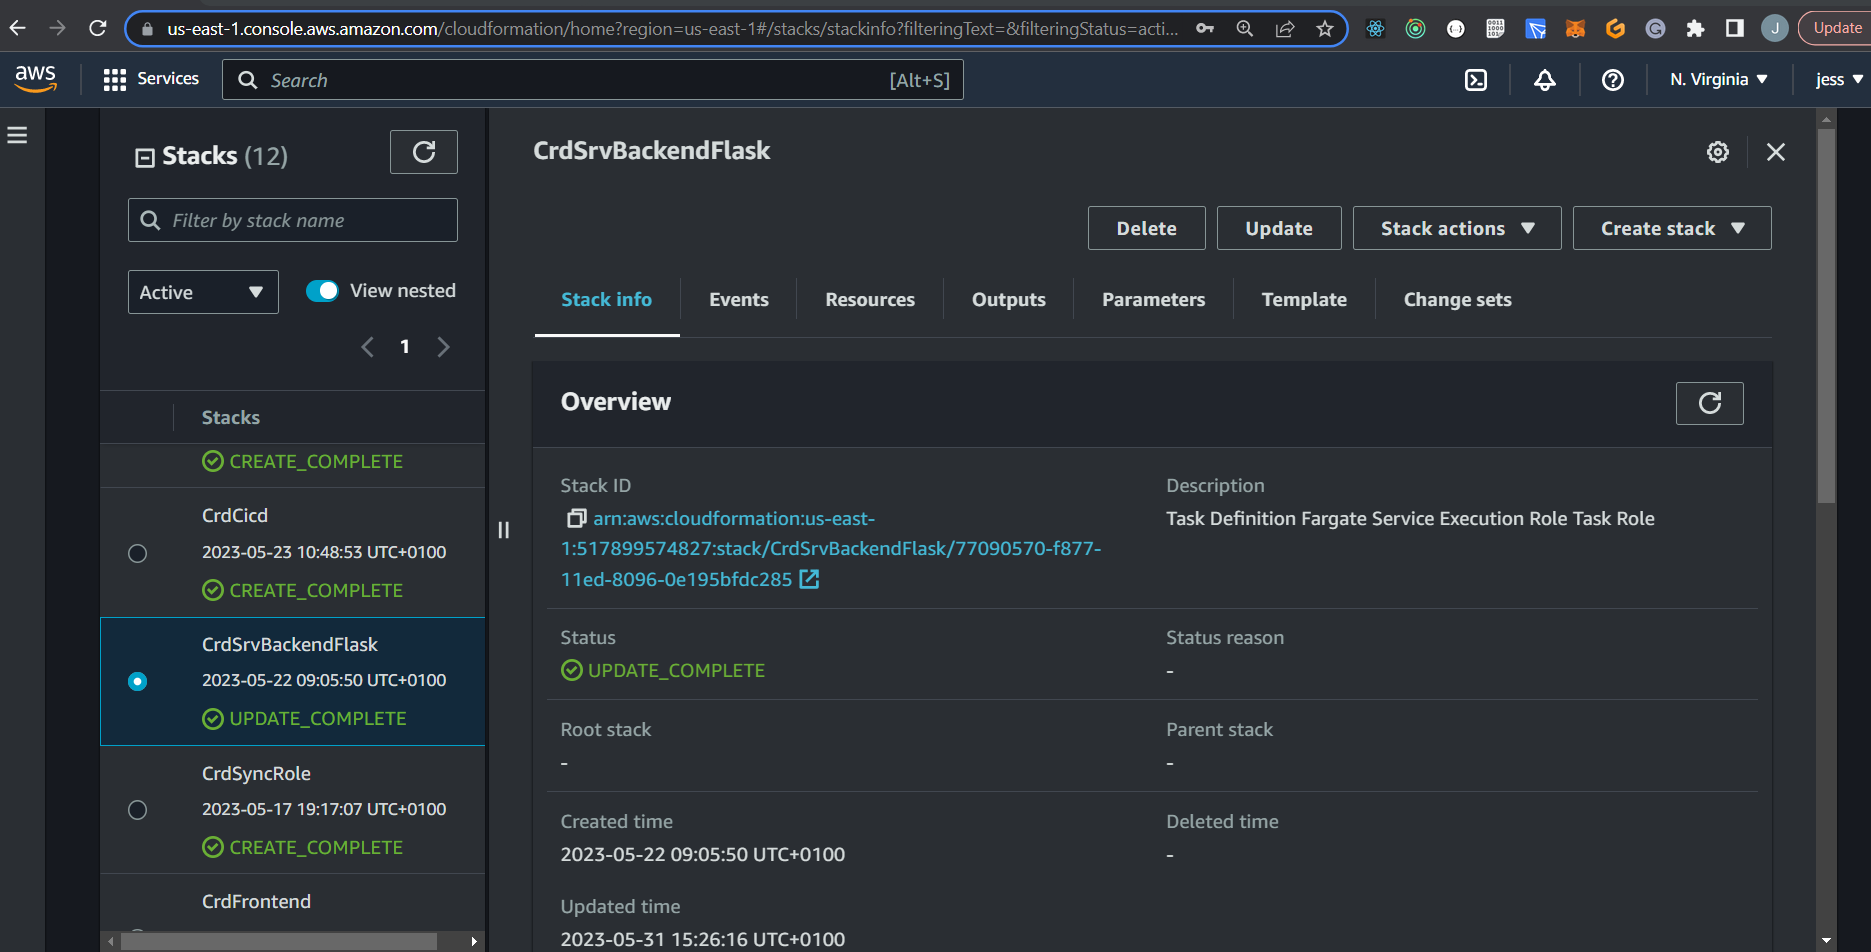 us-east-1.console.aws.amazon.com/cloudformation/home?region=us-east-1#/stacks/stackinfo?filteringText=&filteringStatus=acti...
J
Update
aws
Services
Search
[Alt+S]
N. Virginia
jess
Stacks (12)
Filter by stack name
Active
View nested
1
Stacks
CREATE_COMPLETE
CrdCicd
2023-05-23 10:48:53 UTC+0100
CREATE_COMPLETE
CrdSrvBackendFlask
2023-05-22 09:05:50 UTC+0100
UPDATE_COMPLETE
CrdSyncRole
2023-05-17 19:17:07 UTC+0100
CREATE_COMPLETE
CrdFrontend
CrdSrvBackendFlask
Delete
Update
Stack actions
Create stack
Stack info
Events
Resources
Outputs
Parameters
Template
Change sets
Overview
Stack ID
arn:aws:cloudformation:us-east-
1:517899574827:stack/CrdSrvBackendFlask/77090570-f877-
11ed-8096-0e195bfdc285
Description
Task Definition Fargate Service Execution Role Task Role
Status
UPDATE_COMPLETE
Status reason
-
Root stack
-
Parent stack
-
Created time
2023-05-22 09:05:50 UTC+0100
Deleted time
-
Updated time
2023-05-31 15:26:16 UTC+0100